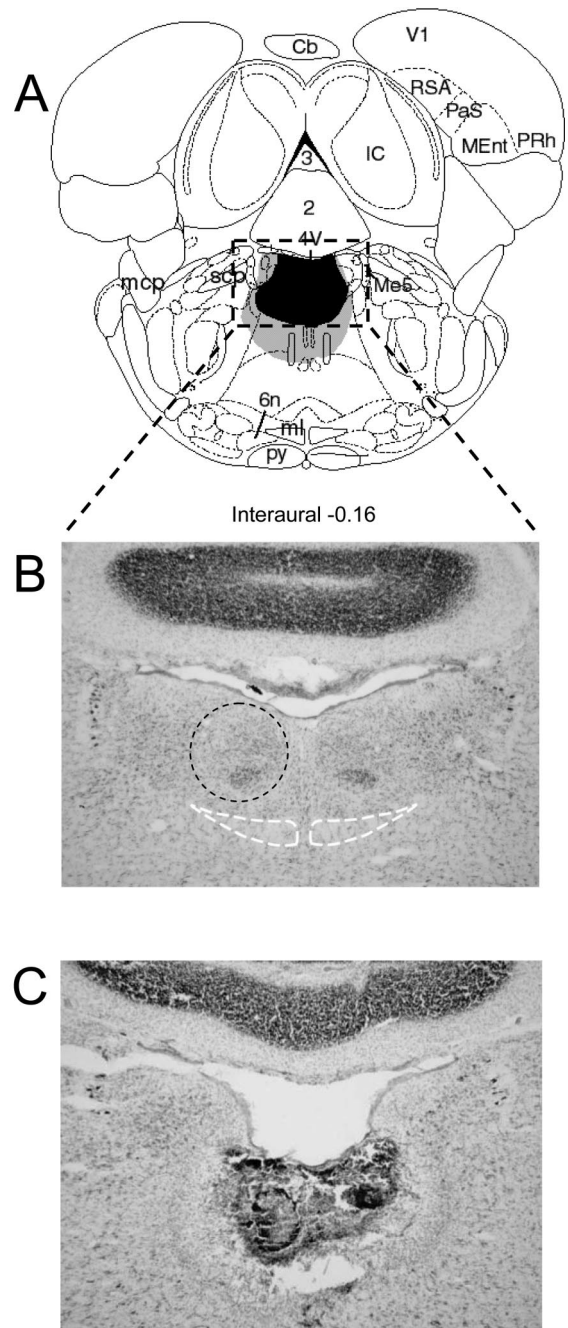 A
Cb
V1
RSA
PaS
MEnt
PRh
IC
3
2
4V
mcp
scp
Me5
6n
ml
py
Interaural -0.16
B
C